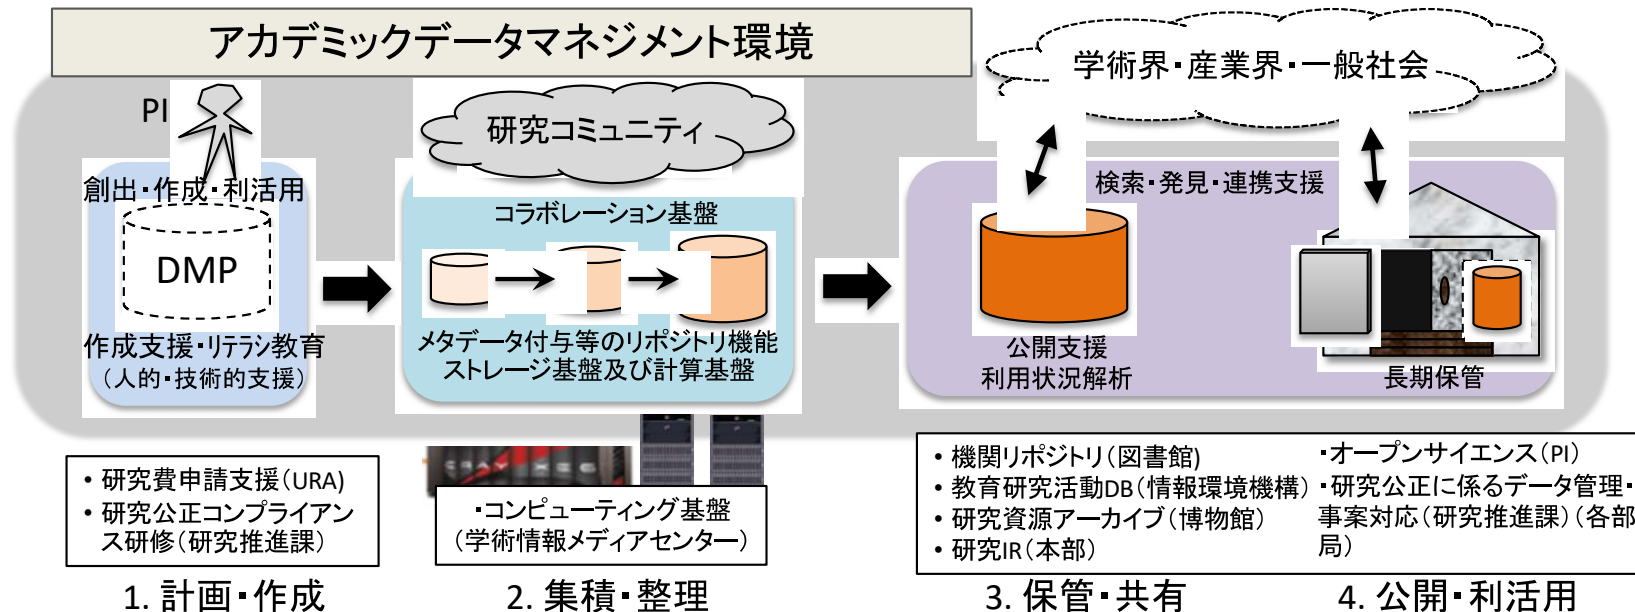 アカデミックデータマネジメント環境
学術界・産業界・一般社会
PI
研究コミュニティ
創出・作成・利活用
DMP
作成支援・リテラシ教育
（人的・技術的支援）
コラボレーション基盤
メタデータ付与等のリポジトリ機能
ストレージ基盤及び計算基盤
検索・発見・連携支援
公開支援
利用状況解析
長期保管
CRAY XE6
• 研究費申請支援（URA)
• 研究公正コンプライアン
ス研修（研究推進課）
・コンピューティング基盤
（学術情報メディアセンター）
• 機関リポジトリ（図書館）
• 教育研究活動DB（情報環境機構）
• 研究資源アーカイブ（博物館）
• 研究IR（本部）
・オープンサイエンス（PI）
・研究公正に係るデータ管理・
事案対応（研究推進課）（各部
局）
1. 計画・作成
2. 集積・整理
3. 保管・共有
4. 公開・利活用